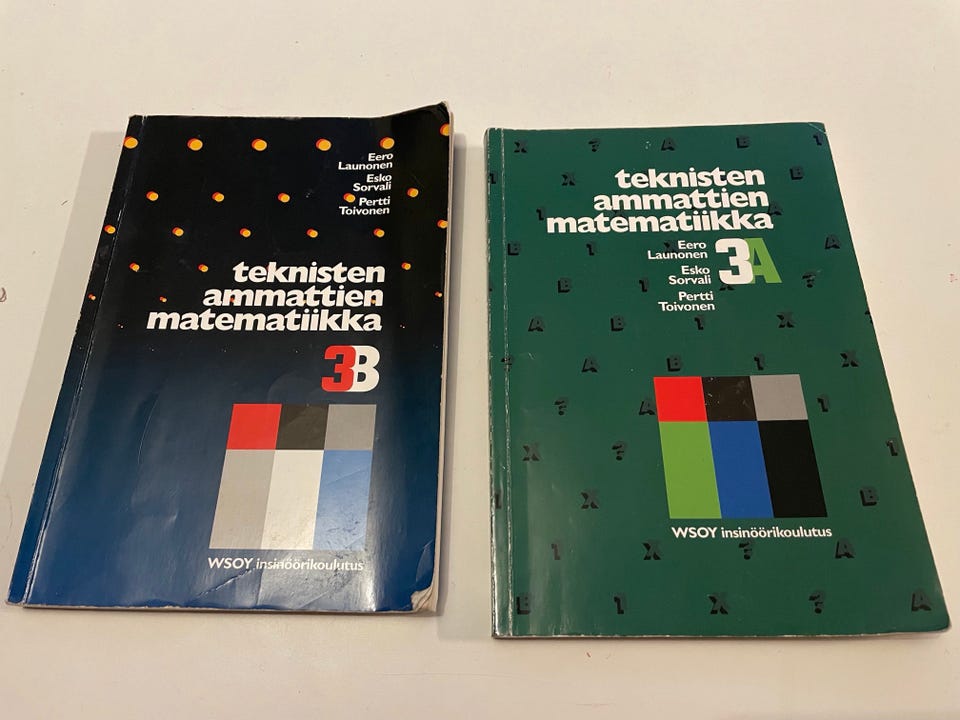 Eero
Launonen
Esko
Sorvali
Pertti
Toivonen
teknisten
ammattien
matematiikka
3B
WSOY insinöörikoulutus
teknisten
ammattien
matematiikka
3A
Eero
Launonen
Esko
Sorvali
Pertti
Toivonen
WSOY insinöörikoulutus